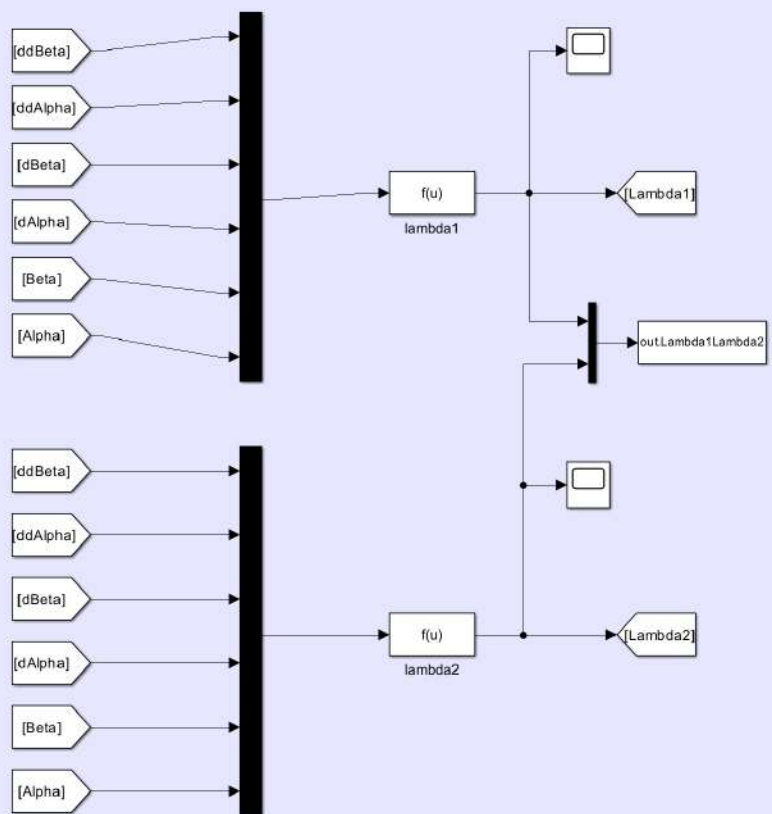 [ddBeta]
[ddAlpha]
[dBeta]
[dAlpha]
[Beta]
[Alpha]
f(u)
lambda1
[Lambda1]
out.Lambda1Lambda2
[ddBeta]
[ddAlpha]
[dBeta]
[dAlpha]
[Beta]
[Alpha]
f(u)
lambda2
[Lambda2]